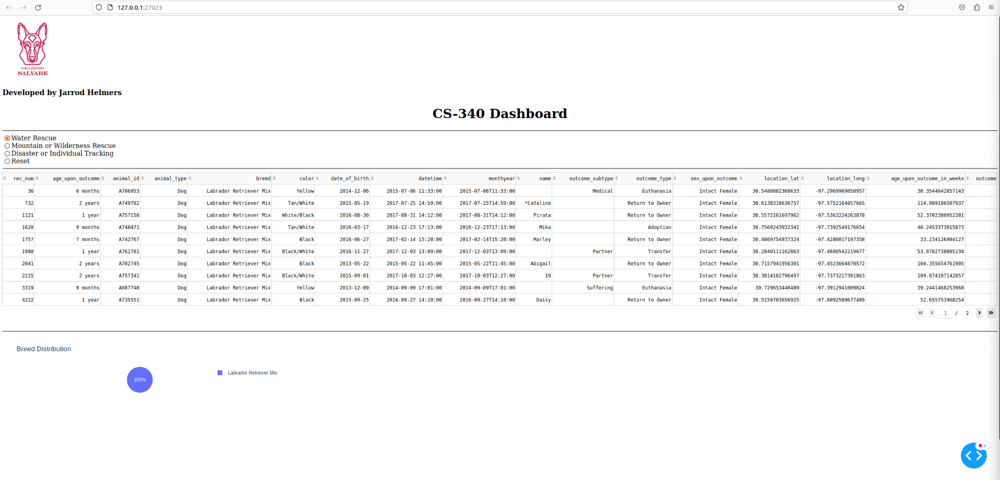 127.0.0.1:27023
GRAZIOSO
SALVARE
Developed by Jarrod Helmers
CS-340 Dashboard
Water Rescue
Mountain or Wilderness Rescue
Disaster or Individual Tracking
Reset
rec_num age_upon_outcome animal_id animal_type breed color date_of_birth datetime monthyear name outcome_subtype outcome_type sex_upon_outcome location_lat location_long age_upon_outcome_in_weeks outcome
36 6 months A706953 Dog Labrador Retriever Mix Yellow 2014-12-06 2015-07-06 11:33:00 2015-07-06T11:33:00 Medical Euthanasia Intact Female 30.5480802368633 -97.2969969058957 30.3544642857143
732 2 years A749782 Dog Labrador Retriever Mix Tan/White 2015-05-19 2017-07-25 14:59:00 2017-07-25T14:59:00 *Catalina Return to Owner Intact Female 30.6138310636757 -97.5752164857665 114.089186507937
1121 1 year A757158 Dog Labrador Retriever Mix White/Black 2016-08-30 2017-08-31 14:12:00 2017-08-31T14:12:00 Pirata Return to Owner Intact Female 30.5572161697962 -97.5363224263878 52.3702380952381
1628 9 months A740471 Dog Labrador Retriever Mix Tan/White 2016-03-17 2016-12-23 17:13:00 2016-12-23T17:13:00 Mika Adoption Intact Female 30.7569243032341 -97.7392549176654 40.2453373015873
1757 7 months A742767 Dog Labrador Retriever Mix Black 2016-06-27 2017-02-14 15:20:00 2017-02-14T15:20:00 Marley Return to Owner Intact Female 30.4869754937324 -97.4280017197358 33.234126984127
1988 1 year A762781 Dog Labrador Retriever Mix Black/White 2016-11-27 2017-12-03 13:09:00 2017-12-03T13:09:00 Partner Transfer Intact Female 30.2840111162863 -97.4600542219677 53.0782738095238
2041 2 years A702745 Dog Labrador Retriever Mix Black 2013-05-22 2015-05-22 11:45:00 2015-05-22T11:45:00 Abigail Return to Owner Intact Female 30.7157941956301 -97.4523664870572 104.355654761905
2225 2 years A757341 Dog Labrador Retriever Mix Black/White 2015-09-01 2017-10-03 12:27:00 2017-10-03T12:27:00 19 Partner Transfer Intact Female 30.3814182796497 -97.7373217391863 109.074107142857
3319 9 months A687748 Dog Labrador Retriever Mix Yellow 2013-12-09 2014-09-09 17:01:00 2014-09-09T17:01:00 Suffering Euthanasia Intact Female 30.729653440489 -97.3912941009824 39.2441468253968
4222 1 year A735551 Dog Labrador Retriever Mix Black 2015-09-25 2016-09-27 14:10:00 2016-09-27T14:10:00 Daisy Return to Owner Intact Female 30.5150703656925 -97.6092589677489 52.655753968254
1 / 2
Breed Distribution
100%
Labrador Retriever Mix
1